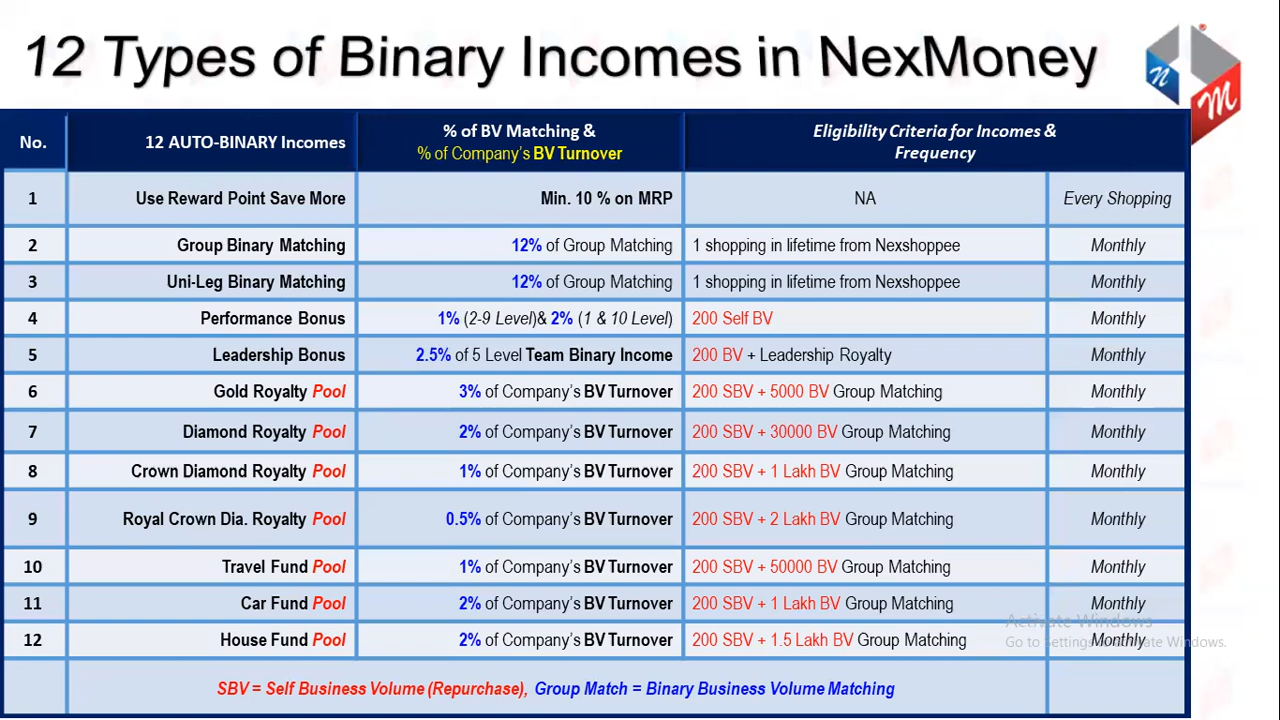 12 Types of Binary Incomes in NexMoney
n
M
No. 12 AUTO-BINARY Incomes % of BV Matching & % of Company's BV Turnover Eligibility Criteria for Incomes & Frequency
1 Use Reward Point Save More Min. 10 % on MRP NA Every Shopping
2 Group Binary Matching 12% of Group Matching 1 shopping in lifetime from Nexshoppee Monthly
3 Uni-Leg Binary Matching 12% of Group Matching 1 shopping in lifetime from Nexshoppee Monthly
4 Performance Bonus 1% (2-9 Level)& 2% (1 & 10 Level) 200 Self BV Monthly
5 Leadership Bonus 2.5% of 5 Level Team Binary Income 200 BV + Leadership Royalty Monthly
6 Gold Royalty Pool 3% of Company's BV Turnover 200 SBV + 5000 BV Group Matching Monthly
7 Diamond Royalty Pool 2% of Company's BV Turnover 200 SBV + 30000 BV Group Matching Monthly
8 Crown Diamond Royalty Pool 1% of Company's BV Turnover 200 SBV + 1 Lakh BV Group Matching Monthly
9 Royal Crown Dia. Royalty Pool 0.5% of Company's BV Turnover 200 SBV + 2 Lakh BV Group Matching Monthly
10 Travel Fund Pool 1% of Company's BV Turnover 200 SBV + 50000 BV Group Matching Monthly
11 Car Fund Pool 2% of Company's BV Turnover 200 SBV + 1 Lakh BV Group Matching Monthly
12 House Fund Pool 2% of Company's BV Turnover 200 SBV + 1.5 Lakh BV Group Matching Monthly
SBV = Self Business Volume (Repurchase), Group Match = Binary Business Volume Matching
Activate Windows
Go to Settings to activate Windows.